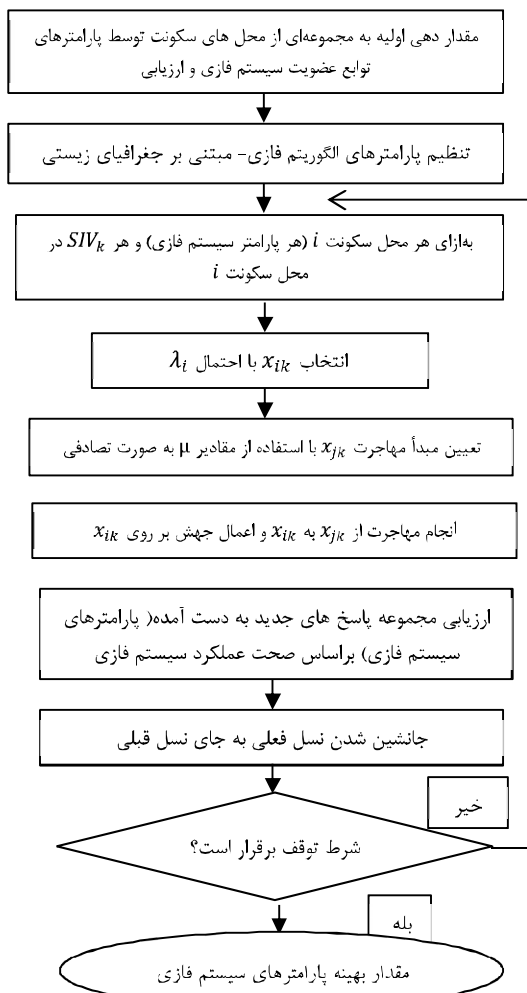 مقدار دهی اولیه به مجموعه‌ای از محل های سکونت توسط پارامترهای
توابع عضویت سیستم فازی و ارزیابی
تنظیم پارامترهای الگوریتم فازی- مبتنی بر جغرافیای زیستی
به‌ازای هر محل سکونت i (هر پارامتر سیستم فازی) و هر SIV_k در
محل سکونت i
انتخاب x_ik با احتمال λ_i
تعیین مبدأ مهاجرت x_jk با استفاده از مقادیر μ به صورت تصادفی
انجام مهاجرت از x_jk به x_ik و اعمال جهش بر روی x_ik
ارزیابی مجموعه پاسخ های جدید به دست آمده( پارامترهای
سیستم فازی) براساس صحت عملکرد سیستم فازی
جانشین شدن نسل فعلی به جای نسل قبلی
خیر
شرط توقف برقرار است؟
بله
مقدار بهینه پارامترهای سیستم فازی